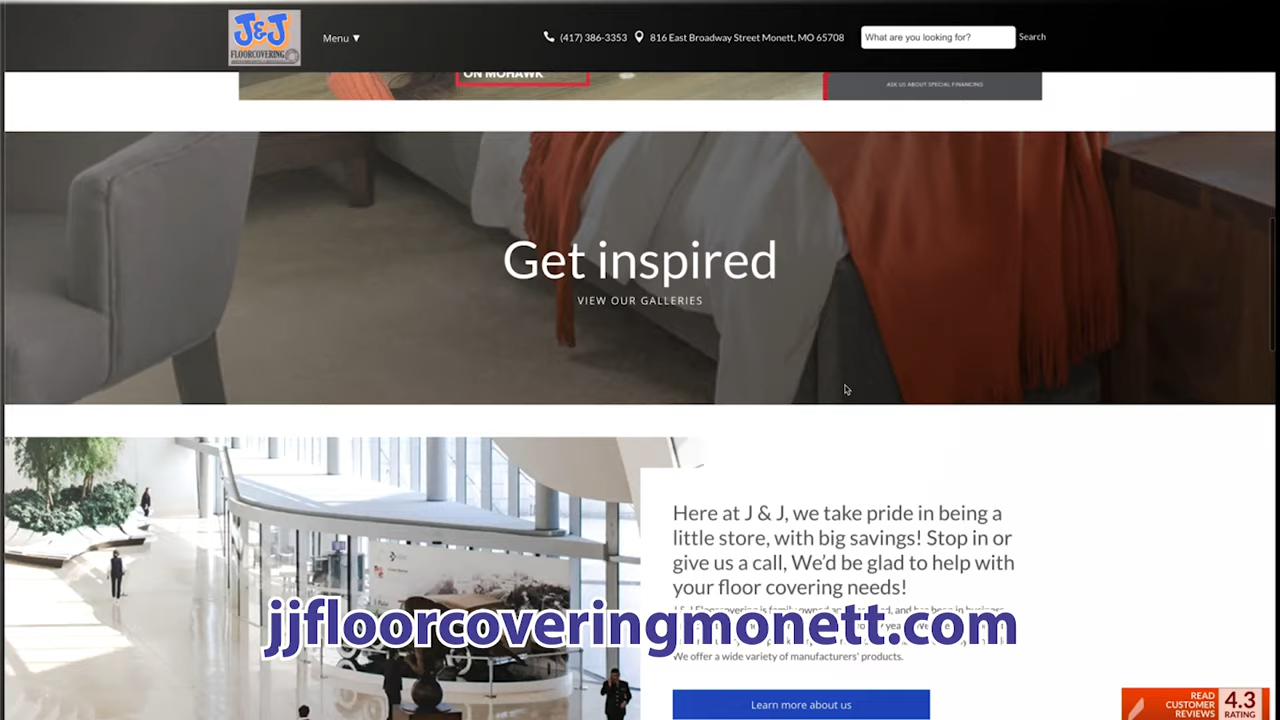 J&J
FLOORCOVERING
Menu ▼
(417) 386-3353
816 East Broadway Street Monett, MO 65708
What are you looking for?
Search
ON MOHAWK
ASK US ABOUT SPECIAL FINANCING
Get inspired
VIEW OUR GALLERIES
Here at J & J, we take pride in being a
little store, with big savings! Stop in or
give us a call, We'd be glad to help with
your floor covering needs!
jjfloorcoveringmonett.com
We offer a wide variety of manufacturers' products.
Learn more about us
READ
CUSTOMER
REVIEWS
4.3
RATING